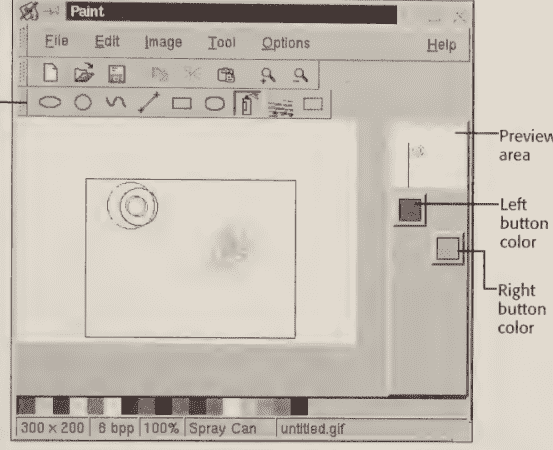 Paint
File Edit Image Tool Options Help
Preview
area
Left
button
color
Right
button
color
300 × 200 8 bpp 100% Spray Can untitled.gif